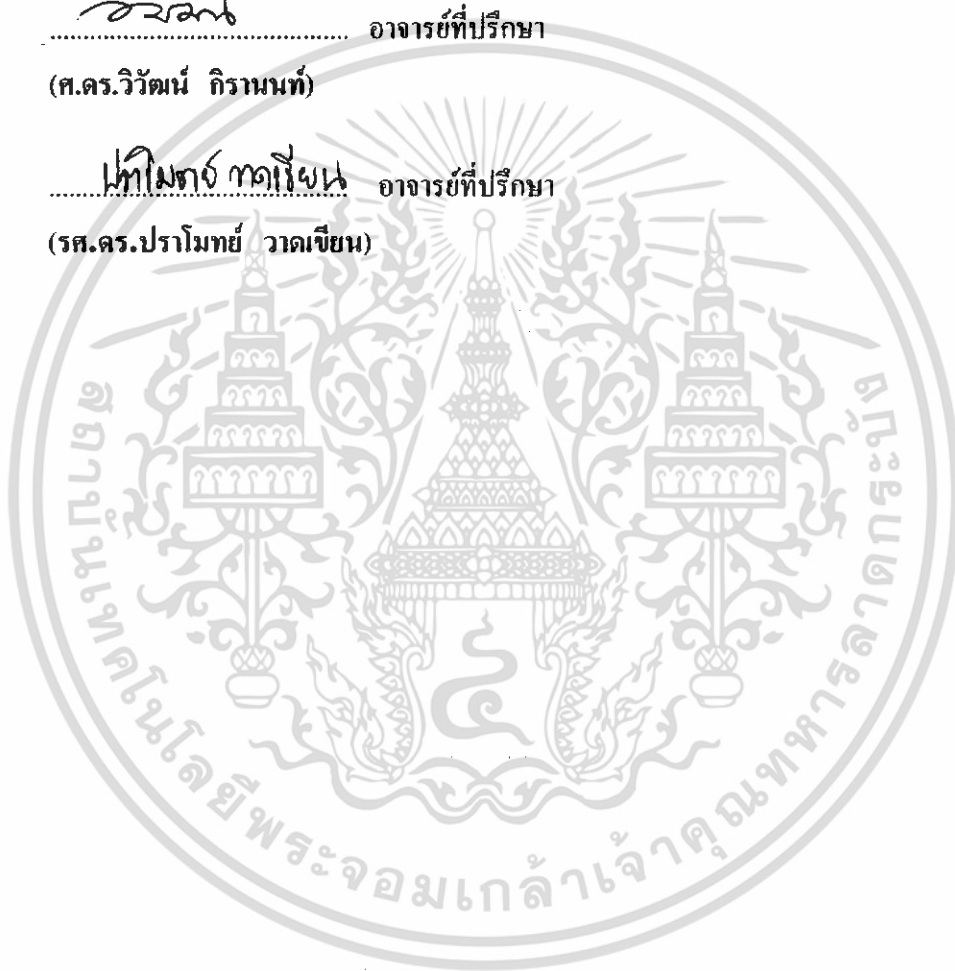 อาจารย์ที่ปรึกษา
(ศ.ดร.วิวัฒน์ กิรานนท์)
ปราโมทย์ วาดเขียน อาจารย์ที่ปรึกษา
(รศ.ดร.ปราโมทย์ วาดเขียน)
สถาบันเทคโนโลยีพระจอมเกล้าเจ้าคุณทหารลาดกระบัง